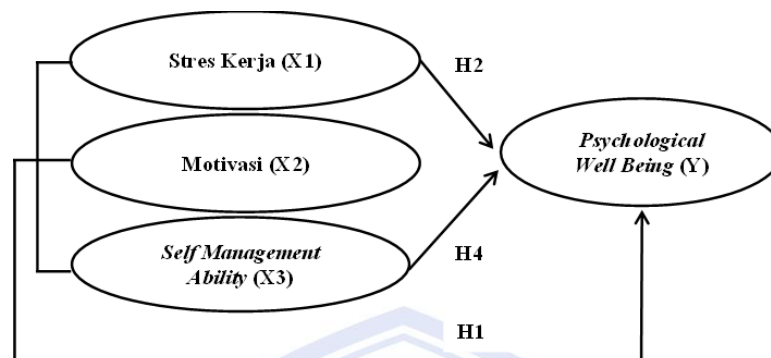 Stres Kerja (X1)
H2
Motivasi (X2)
Psychological
Well Being (Y)
Self Management
Ability (X3)
H4
H1